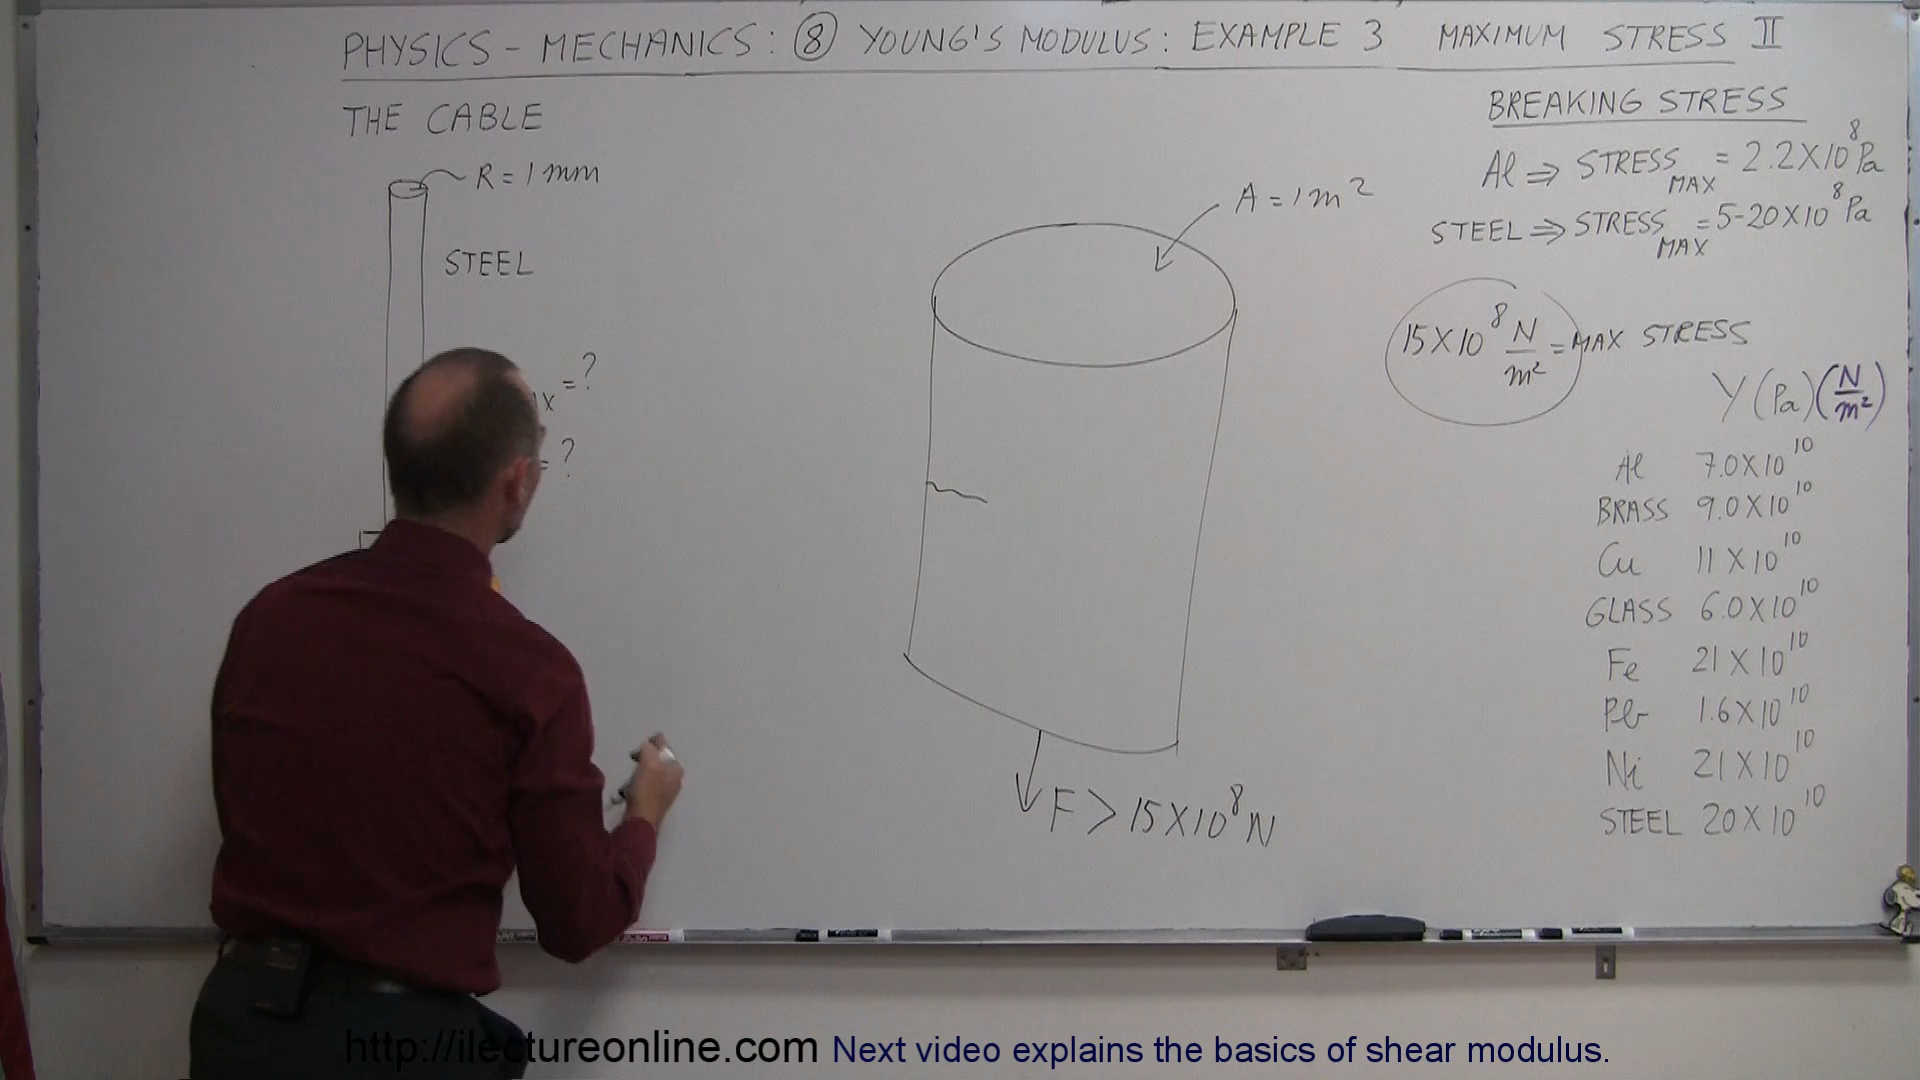 PHYSICS - MECHANICS: ⑧ YOUNG'S MODULUS: EXAMPLE 3 MAXIMUM STRESS II
THE CABLE
R = 1 mm
STEEL
= ?
= ?
A = 1 m²
F > 15 X 10⁸ N
BREAKING STRESS
Al ⇒ STRESS MAX = 2.2 X 10⁸ Pa
STEEL ⇒ STRESS MAX = 5-20 X 10⁸ Pa
15 X 10⁸ N/m² = MAX STRESS
Y (Pa) (N/m²)
Al 7.0 X 10¹⁰
BRASS 9.0 X 10¹⁰
Cu 11 X 10¹⁰
GLASS 6.0 X 10¹⁰
Fe 21 X 10¹⁰
Pb 1.6 X 10¹⁰
Ni 21 X 10¹⁰
STEEL 20 X 10¹⁰
http://ilectureonline.com Next video explains the basics of shear modulus.